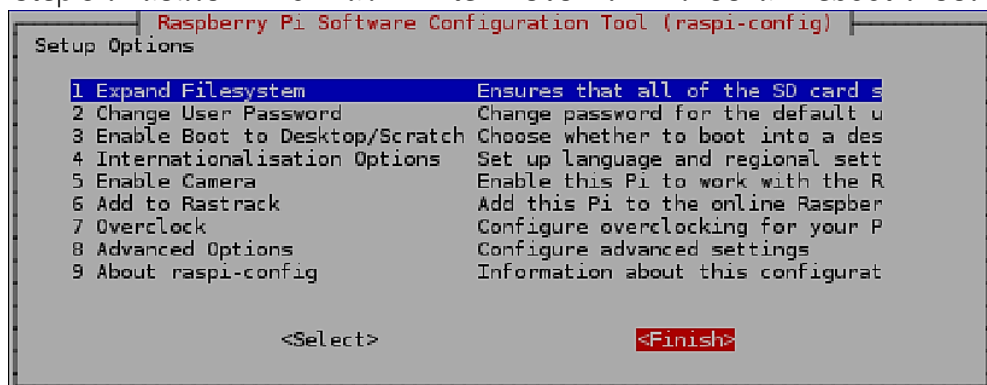 Raspberry Pi Software Configuration Tool (raspi-config)
Setup Options
1 Expand Filesystem Ensures that all of the SD card s
2 Change User Password Change password for the default u
3 Enable Boot to Desktop/Scratch Choose whether to boot into a des
4 Internationalisation Options Set up language and regional sett
5 Enable Camera Enable this Pi to work with the R
6 Add to Rastrack Add this Pi to the online Raspber
7 Overclock Configure overclocking for your P
8 Advanced Options Configure advanced settings
9 About raspi-config Information about this configurat
<Select> <Finish>